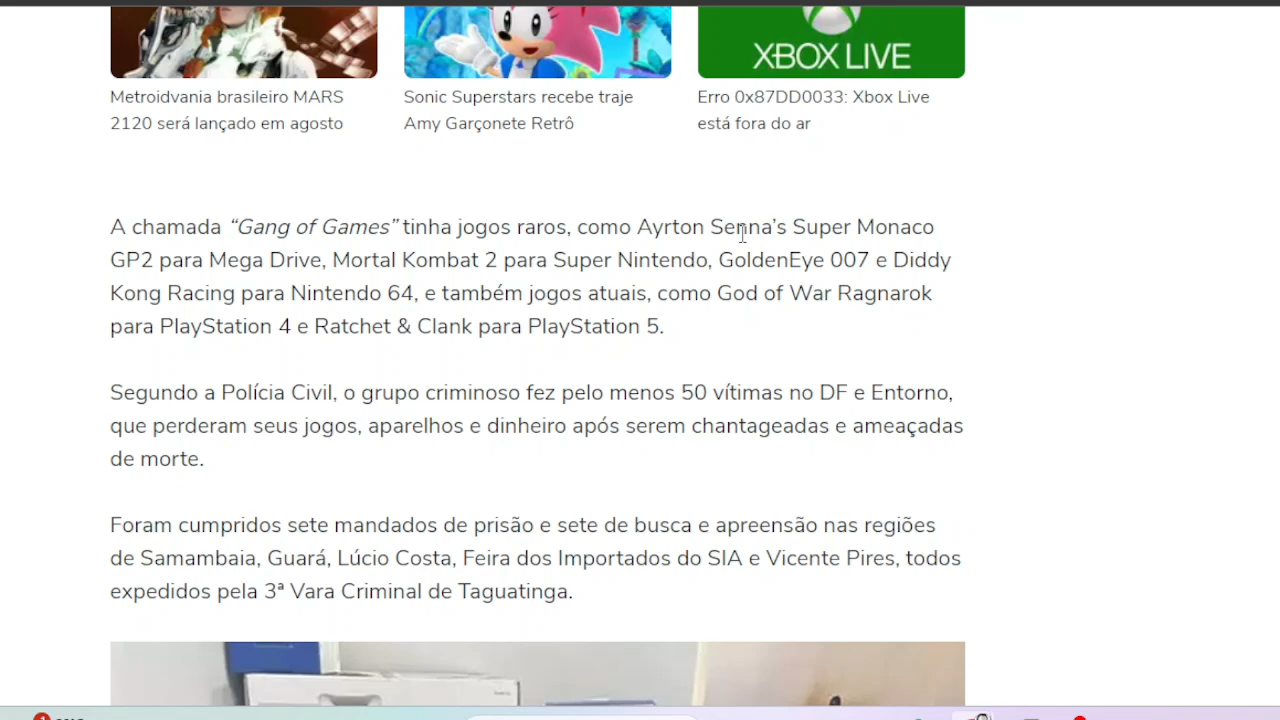 XBOX LIVE
Metroidvania brasileiro MARS
2120 será lançado em agosto
Sonic Superstars recebe traje
Amy Garçonete Retrô
Erro 0x87DD0033: Xbox Live
está fora do ar
A chamada “Gang of Games” tinha jogos raros, como Ayrton Senna’s Super Monaco
GP2 para Mega Drive, Mortal Kombat 2 para Super Nintendo, GoldenEye 007 e Diddy
Kong Racing para Nintendo 64, e também jogos atuais, como God of War Ragnarok
para PlayStation 4 e Ratchet & Clank para PlayStation 5.
Segundo a Polícia Civil, o grupo criminoso fez pelo menos 50 vítimas no DF e Entorno,
que perderam seus jogos, aparelhos e dinheiro após serem chantageadas e ameaçadas
de morte.
Foram cumpridos sete mandados de prisão e sete de busca e apreensão nas regiões
de Samambaia, Guará, Lúcio Costa, Feira dos Importados do SIA e Vicente Pires, todos
expedidos pela 3ª Vara Criminal de Taguatinga.